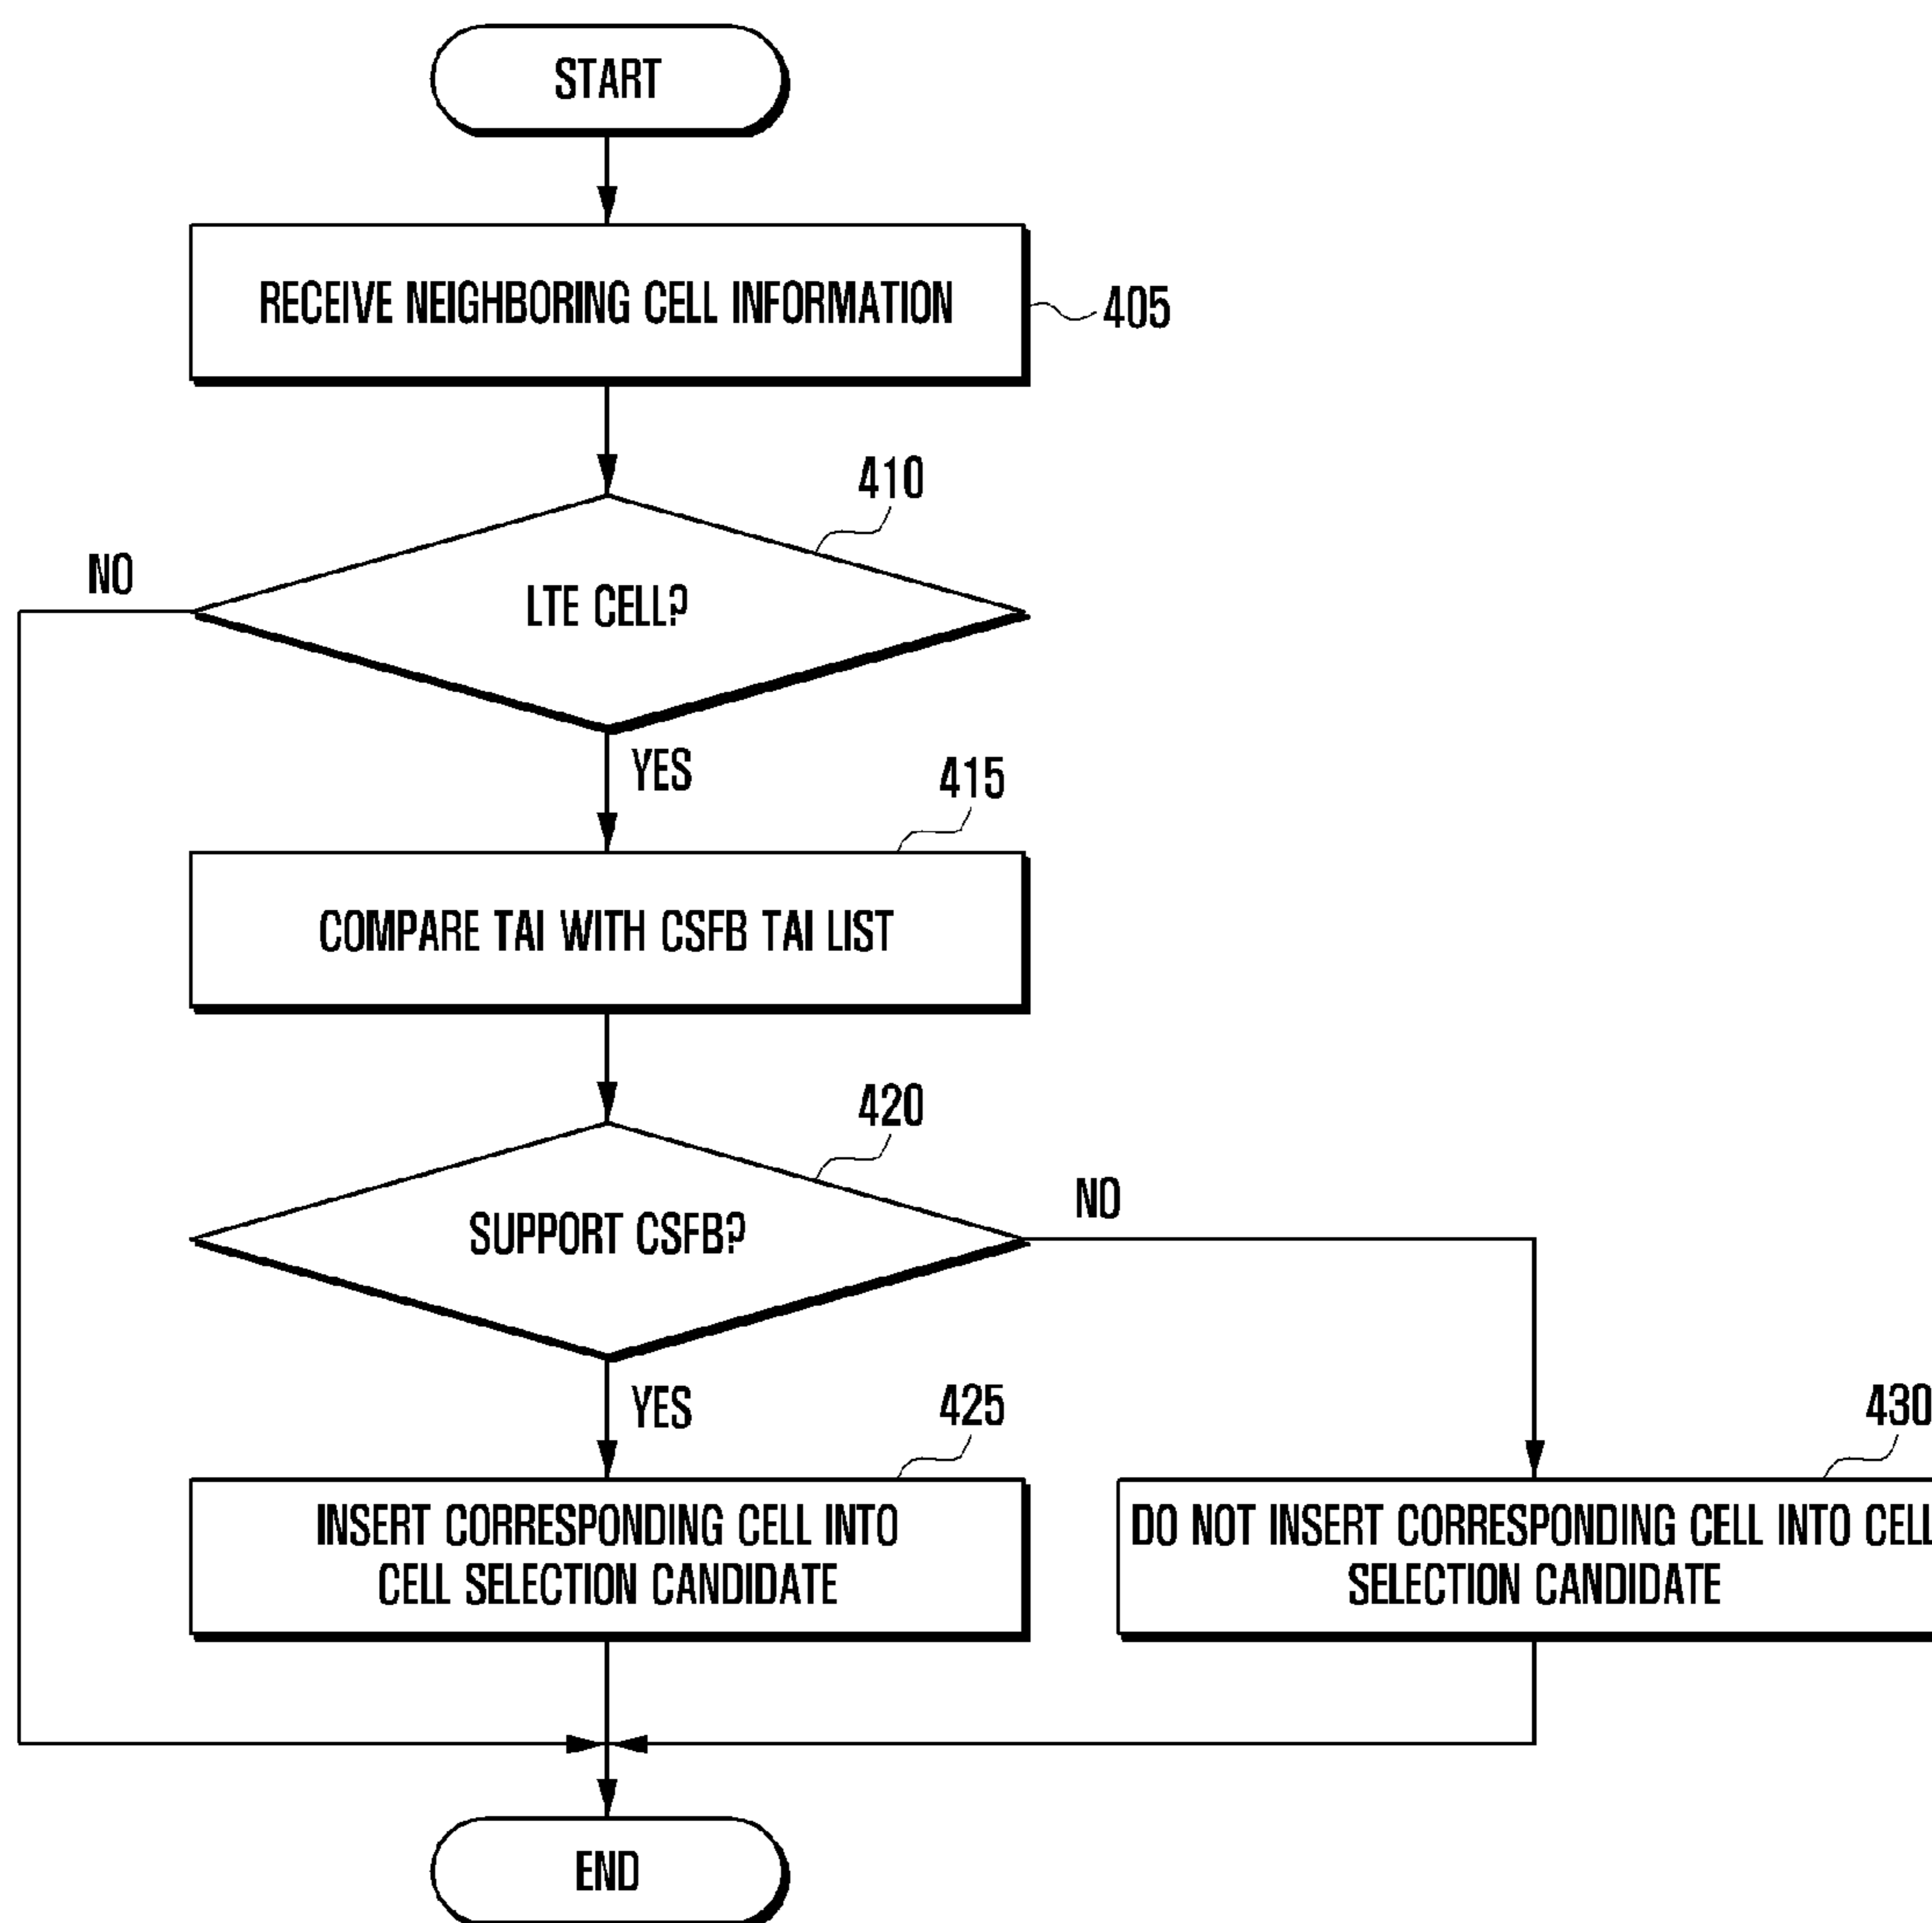 START
RECEIVE NEIGHBORING CELL INFORMATION
405
410
LTE CELL?
NO
YES
415
COMPARE TAI WITH CSFB TAI LIST
420
SUPPORT CSFB?
NO
YES
425
INSERT CORRESPONDING CELL INTO
CELL SELECTION CANDIDATE
430
DO NOT INSERT CORRESPONDING CELL INTO CELL
SELECTION CANDIDATE
END